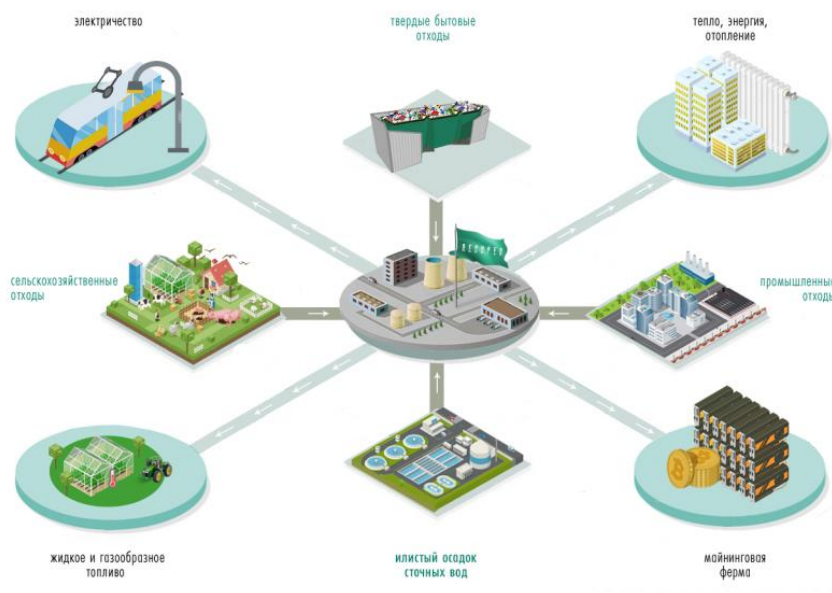 электричество
твердые бытовые
отходы
тепло, энергия,
отопление
сельскохозяйственные
отходы
промышленны
отходы
жидкое и газообразное
топливо
илистый осадок
сточных вод
майнинговая
ферма